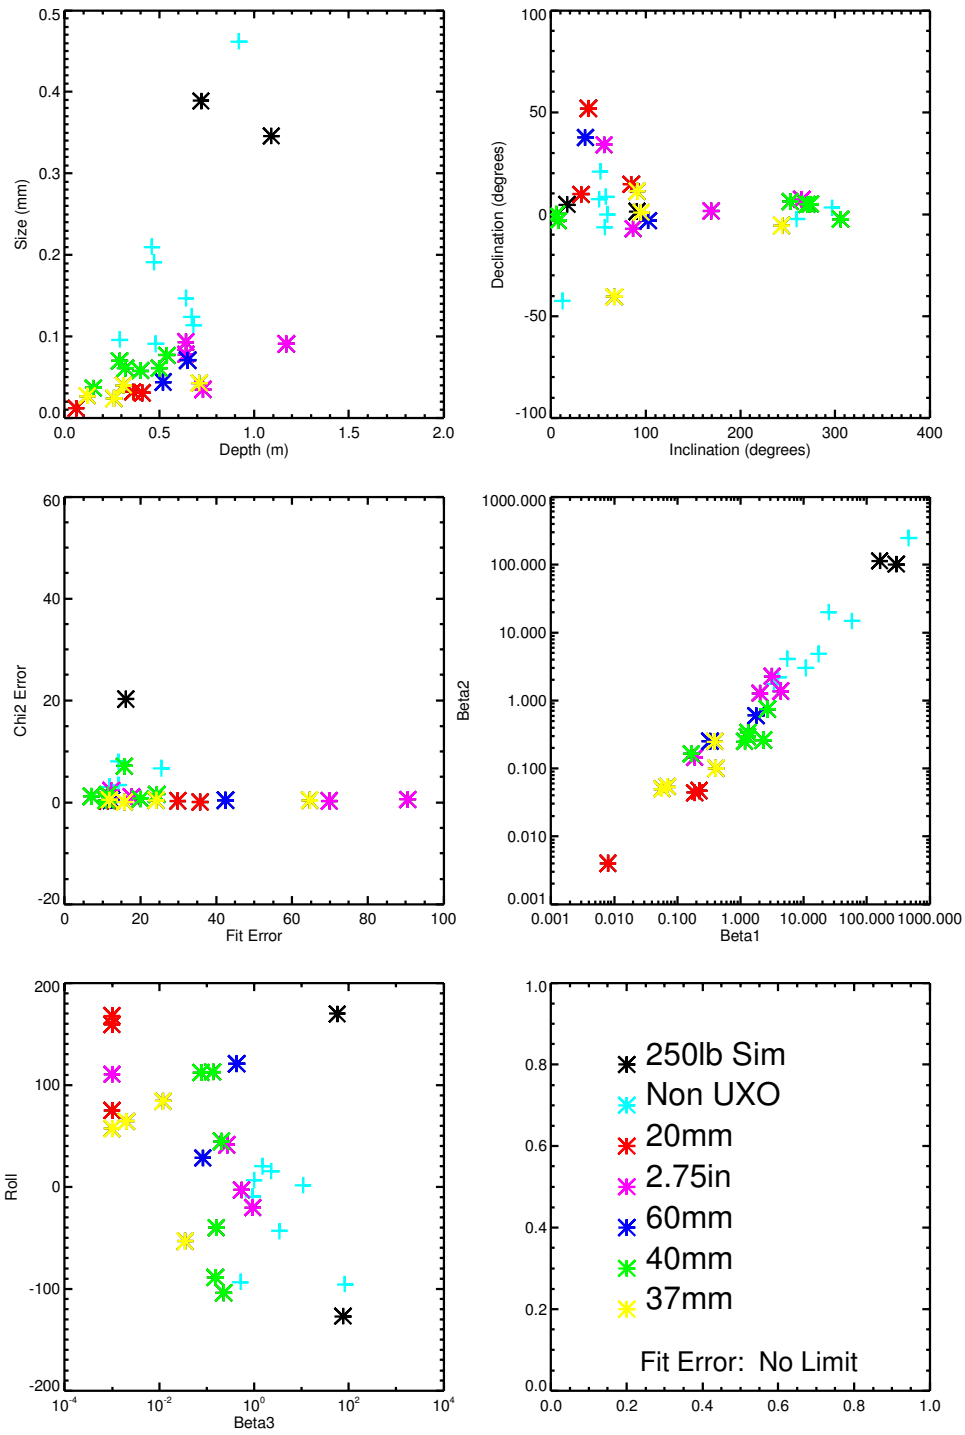 0.5
0.4
0.3
0.2
0.1
0.0
Size (mm)
0.0 0.5 1.0 1.5 2.0
Depth (m)
100
50
0
-50
-100
Declination (degrees)
0 100 200 300 400
Inclination (degrees)
60
40
20
0
-20
Chi2 Error
0 20 40 60 80 100
Fit Error
1000.000
100.000
10.000
1.000
0.100
0.010
0.001
Beta2
0.001 0.010 0.100 1.000 10.000 100.000 1000.000
Beta1
200
100
0
-100
-200
Roll
10⁻⁴ 10⁻² 10⁰ 10² 10⁴
Beta3
1.0
0.8
0.6
0.4
0.2
0.0
250lb Sim
Non UXO
20mm
2.75in
60mm
40mm
37mm
Fit Error: No Limit
0.0 0.2 0.4 0.6 0.8 1.0